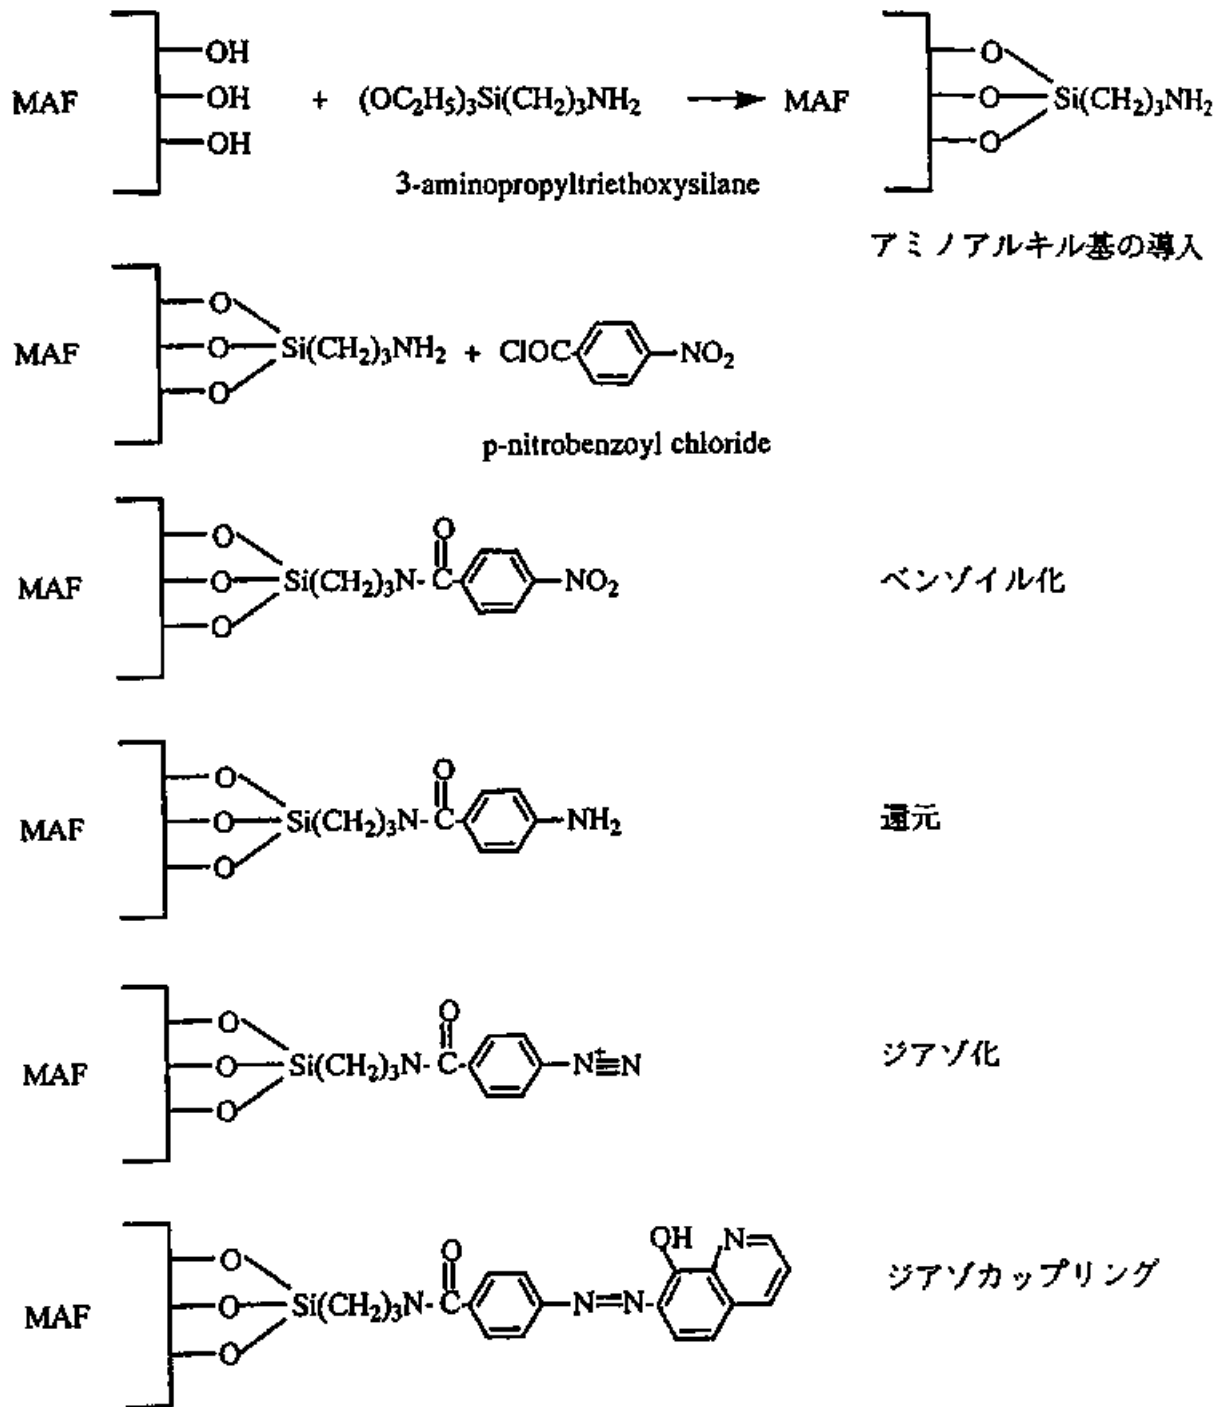 OH
MAF OH + (OC2H5)3Si(CH2)3NH2 MAF O O O Si(CH2)3NH2
OH
3-aminopropyltriethoxysilane
アミノアルキル基の導入
O
MAF O Si(CH2)3NH2 + ClOC NO2
O
p-nitrobenzoyl chloride
O O
MAF O Si(CH2)3N-C NO2 ベンゾイル化
O
O O
MAF O Si(CH2)3N-C NH2 還元
O
O O
MAF O Si(CH2)3N-C N+≡N ジアゾ化
O
O O OH N
MAF O Si(CH2)3N-C N=N ジアゾカップリング
O